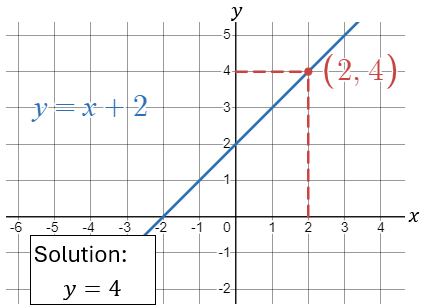 y
5
4
(2, 4)
y = x + 2
3
2
1
-6 -5 -4 -3 -2 -1 0 1 2 3 4 x
Solution:
y = 4
-1
-2